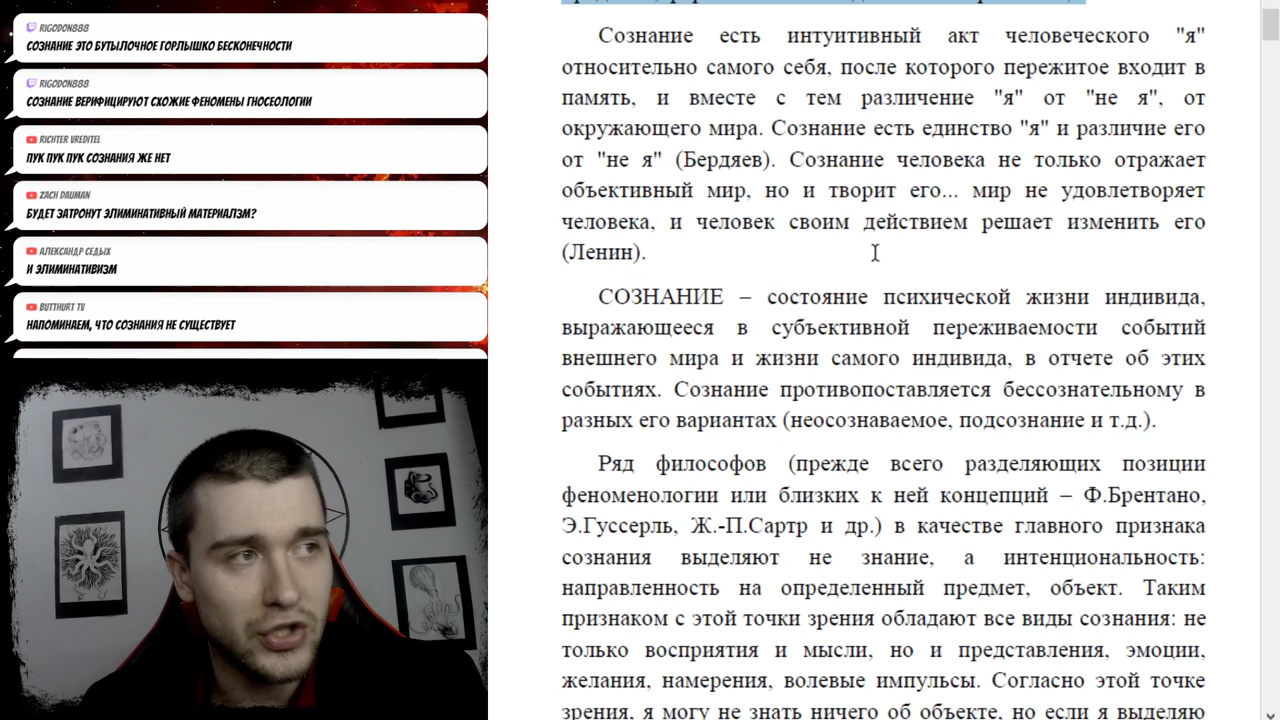 RIGODON888
СОЗНАНИЕ ЭТО БУТЫЛОЧНОЕ ГОРЛЫШКО БЕСКОНЕЧНОСТИ
RIGODON888
СОЗНАНИЕ ВЕРИФИЦИРУЮТ СХОЖИЕ ФЕНОМЕНЫ ГНОСЕОЛОГИИ
RICHTER VREDITEL
ПУК ПУК ПУК СОЗНАНИЯ ЖЕ НЕТ
ZACH DAUMAN
БУДЕТ ЗАТРОНУТ ЭЛИМИНАТИВНЫЙ МАТЕРИАЛЗМ?
АЛЕКСАНДР СЕДЫХ
И ЭЛИМИНАТИВИЗМ
BUTTHURT TV
НАПОМИНАЕМ, ЧТО СОЗНАНИЯ НЕ СУЩЕСТВУЕТ
Сознание есть интуитивный акт человеческого "я"
относительно самого себя, после которого пережитое входит в
память, и вместе с тем различение "я" от "не я", от
окружающего мира. Сознание есть единство "я" и различие его
от "не я" (Бердяев). Сознание человека не только отражает
объективный мир, но и творит его... мир не удовлетворяет
человека, и человек своим действием решает изменить его
(Ленин).
СОЗНАНИЕ – состояние психической жизни индивида,
выражающееся в субъективной переживаемости событий
внешнего мира и жизни самого индивида, в отчете об этих
событиях. Сознание противопоставляется бессознательному в
разных его вариантах (неосознаваемое, подсознание и т.д.).
Ряд философов (прежде всего разделяющих позиции
феноменологии или близких к ней концепций – Ф.Брентано,
Э.Гуссерль, Ж.-П.Сартр и др.) в качестве главного признака
сознания выделяют не знание, а интенциональность:
направленность на определенный предмет, объект. Таким
признаком с этой точки зрения обладают все виды сознания: не
только восприятия и мысли, но и представления, эмоции,
желания, намерения, волевые импульсы. Согласно этой точке
зрения, я могу не знать ничего об объекте, но если я выделяю